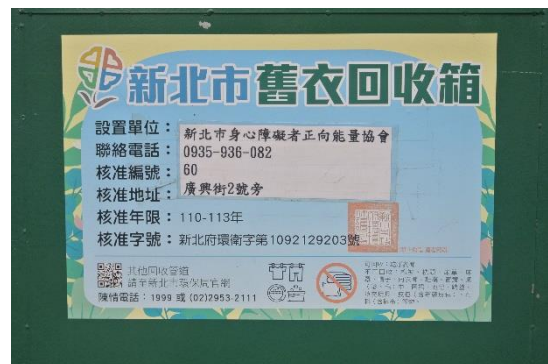 新北市舊衣回收箱
設置單位：新北市身心障礙者正向能量協會
聯絡電話：0935-936-082
核准編號：60
核准地址：廣興街2號旁
核准年限：110-113年
核准字號：新北府環衛字第1092129203號
其他回收管道
請至新北市環保局官網
陳情電話：1999 或 (02)2953-2111